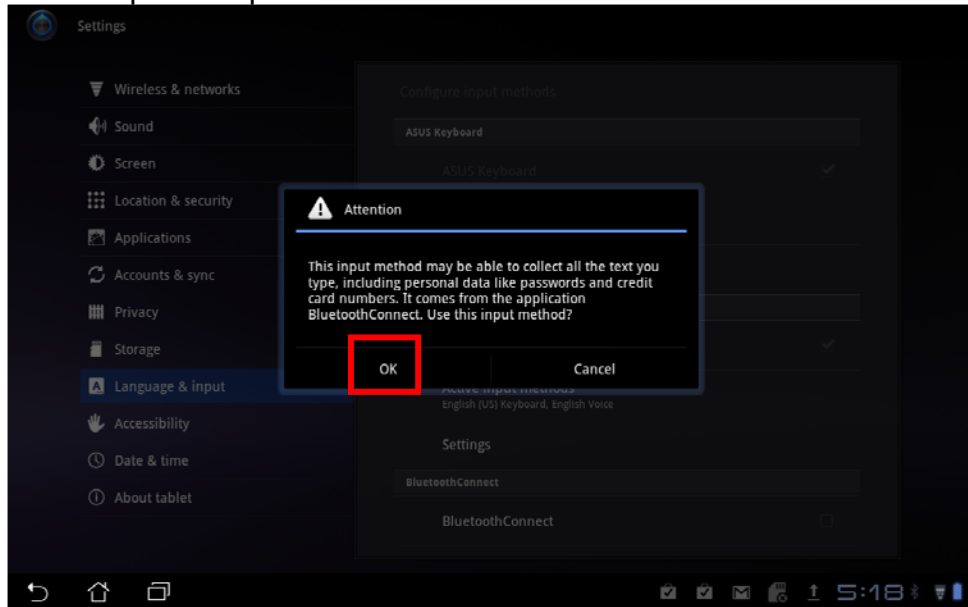 Settings
Wireless & networks
Sound
Screen
Location & security
Applications
Accounts & sync
Privacy
Storage
Language & input
Accessibility
Date & time
About tablet
Configure input methods
ASUS Keyboard
ASUS Keyboard
Attention
This input method may be able to collect all the text you
type, including personal data like passwords and credit
card numbers. It comes from the application
BluetoothConnect. Use this input method?
OK
Cancel
Active input methods
English (US) Keyboard, English Voice
Settings
BluetoothConnect
BluetoothConnect
5:18